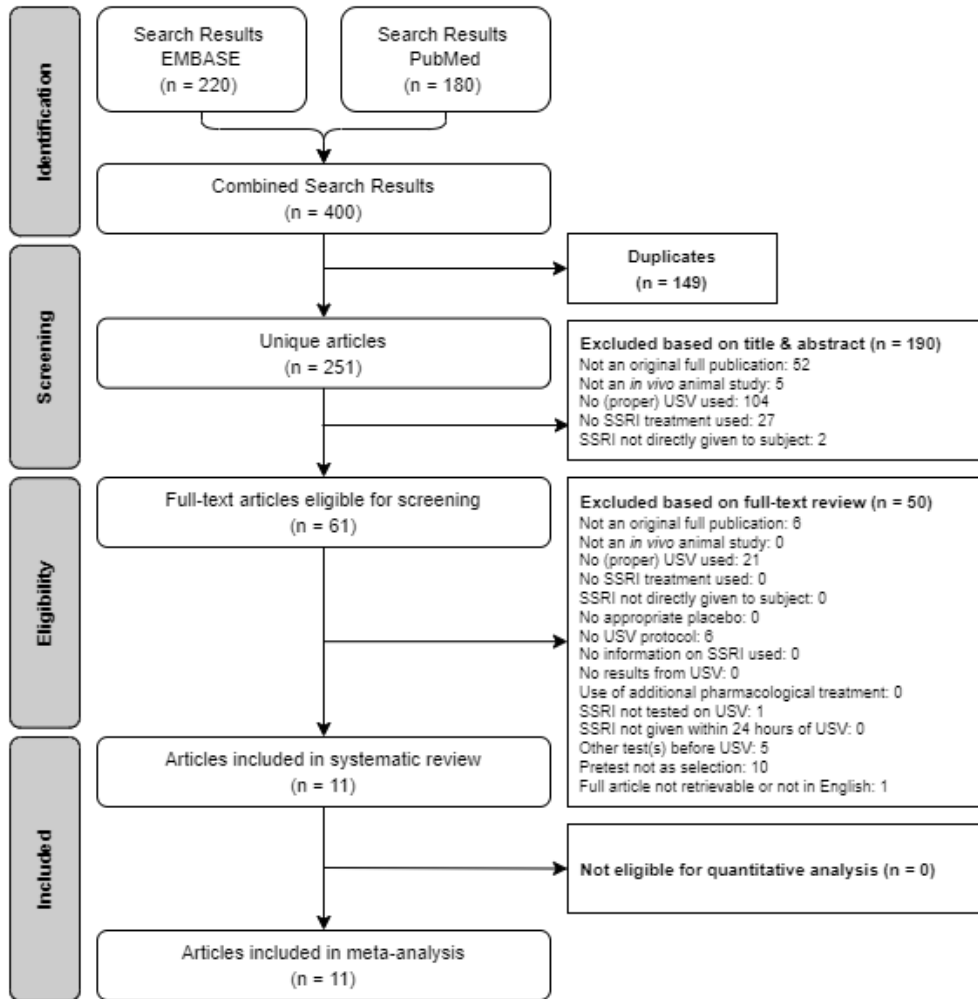 Identification
Search Results
EMBASE
(n = 220)
Search Results
PubMed
(n = 180)
Combined Search Results
(n = 400)
Screening
Duplicates
(n = 149)
Unique articles
(n = 251)
Excluded based on title & abstract (n = 190)
Not an original full publication: 52
Not an in vivo animal study: 5
No (proper) USV used: 104
No SSRI treatment used: 27
SSRI not directly given to subject: 2
Eligibility
Full-text articles eligible for screening
(n = 61)
Excluded based on full-text review (n = 50)
Not an original full publication: 6
Not an in vivo animal study: 0
No (proper) USV used: 21
No SSRI treatment used: 0
SSRI not directly given to subject: 0
No appropriate placebo: 0
No USV protocol: 6
No information on SSRI used: 0
No results from USV: 0
Use of additional pharmacological treatment: 0
SSRI not tested on USV: 1
SSRI not given within 24 hours of USV: 0
Other test(s) before USV: 5
Pretest not as selection: 10
Full article not retrievable or not in English: 1
Included
Articles included in systematic review
(n = 11)
Not eligible for quantitative analysis (n = 0)
Articles included in meta-analysis
(n = 11)